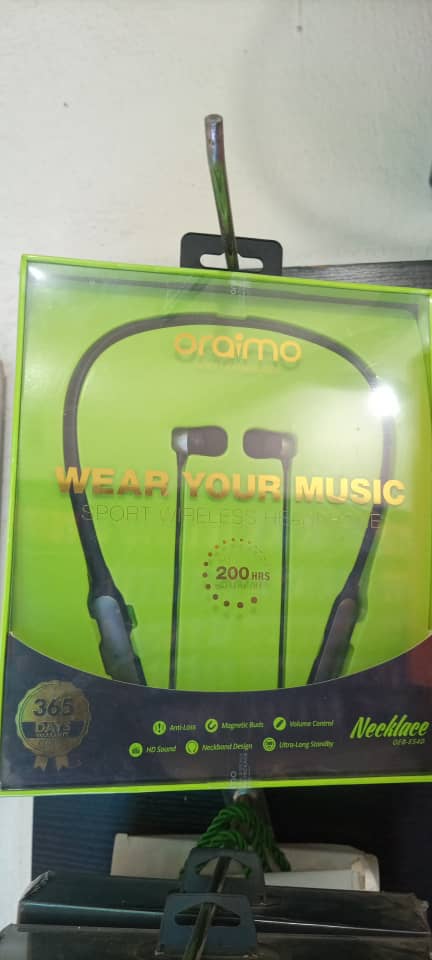 oraimo
WEAR YOUR MUSIC
SPORT WIRELESS HEADPHONE
200 HRS
365
DAYS
WARRANTY
Anti-Loss
Magnetic Buds
Volume Control
HD Sound
Neckband Design
Ultra-Long Standby
Necklace
OEB-E54D